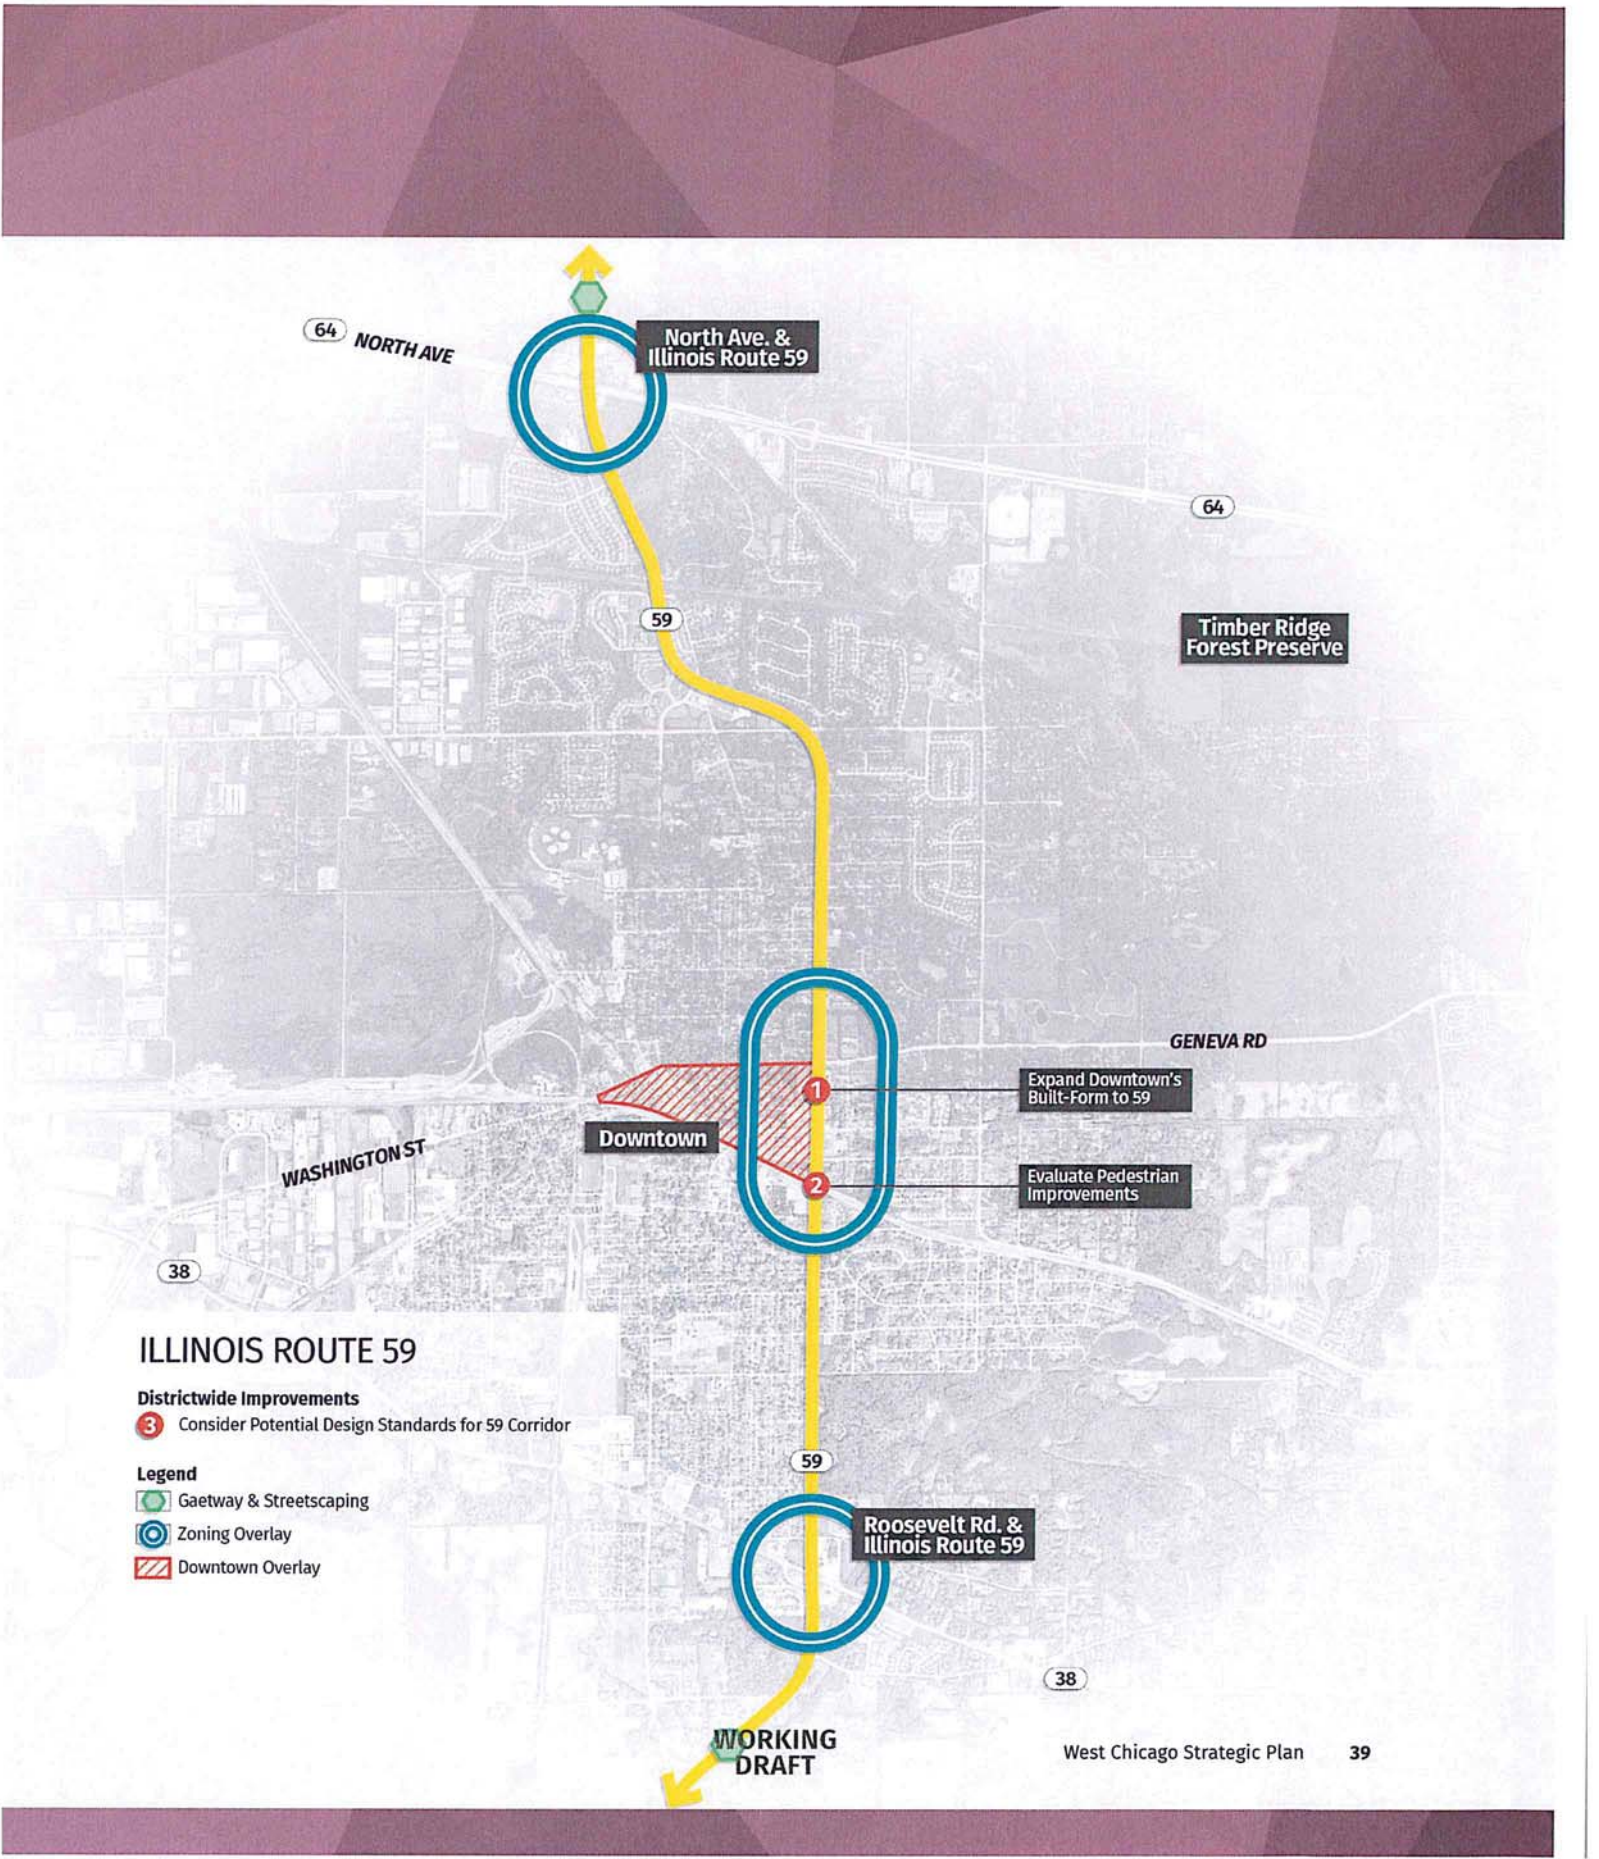 64
NORTH AVE
North Ave. &
Illinois Route 59
64
59
Timber Ridge
Forest Preserve
GENEVA RD
1
Expand Downtown's
Built-Form to 59
Downtown
WASHINGTON ST
2
Evaluate Pedestrian
Improvements
38
ILLINOIS ROUTE 59
Districtwide Improvements
3 Consider Potential Design Standards for 59 Corridor
59
Legend
Gaetway & Streetscaping
Zoning Overlay
Downtown Overlay
Roosevelt Rd. &
Illinois Route 59
38
WORKING
DRAFT
West Chicago Strategic Plan 39